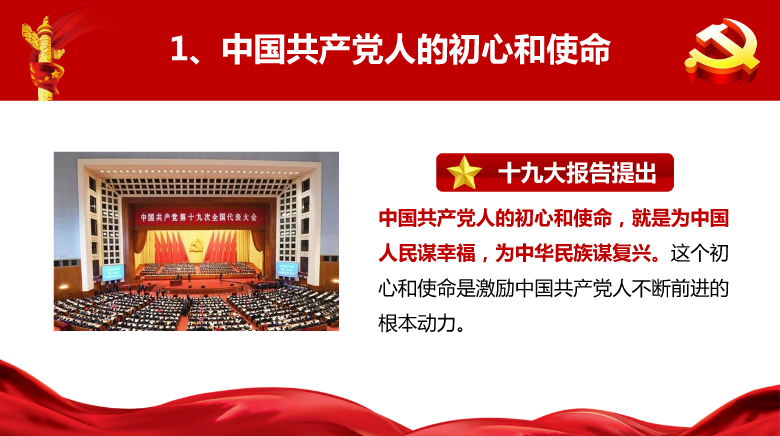 1、中国共产党人的初心和使命
中国共产党第十九次全国代表大会
十九大报告提出
中国共产党人的初心和使命，就是为中国
人民谋幸福，为中华民族谋复兴。这个初
心和使命是激励中国共产党人不断前进的
根本动力。